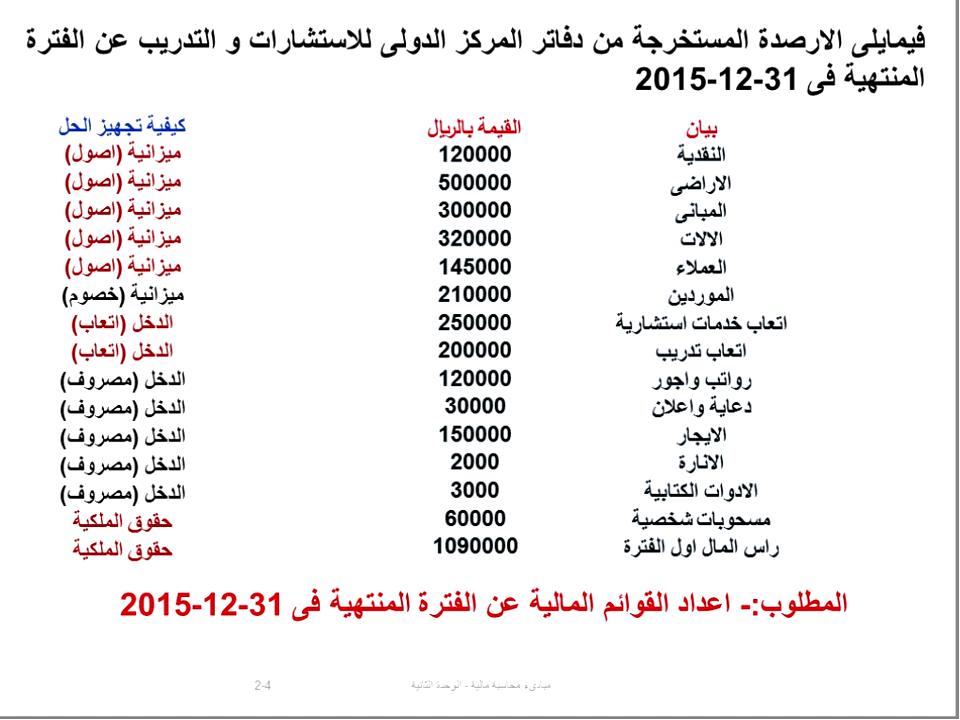 فيمايلى الارصدة المستخرجة من دفاتر المركز الدولى للاستشارات و التدريب عن الفترة
المنتهية فى 31-12-2015
بيان القيمة بالريال كيفية تجهيز الحل
النقدية 120000 ميزانية (اصول)
الاراضى 500000 ميزانية (اصول)
المبانى 300000 ميزانية (اصول)
الالات 320000 ميزانية (اصول)
العملاء 145000 ميزانية (اصول)
الموردين 210000 ميزانية (خصوم)
اتعاب خدمات استشارية 250000 الدخل (اتعاب)
اتعاب تدريب 200000 الدخل (اتعاب)
رواتب واجور 120000 الدخل (مصروف)
دعاية واعلان 30000 الدخل (مصروف)
الايجار 150000 الدخل (مصروف)
الانارة 2000 الدخل (مصروف)
الادوات الكتابية 3000 الدخل (مصروف)
مسحوبات شخصية 60000 حقوق الملكية
راس المال اول الفترة 1090000 حقوق الملكية
المطلوب:- اعداد القوائم المالية عن الفترة المنتهية فى 31-12-2015
مبادىء محاسبة مالية - الوحدة الثانية 2-4